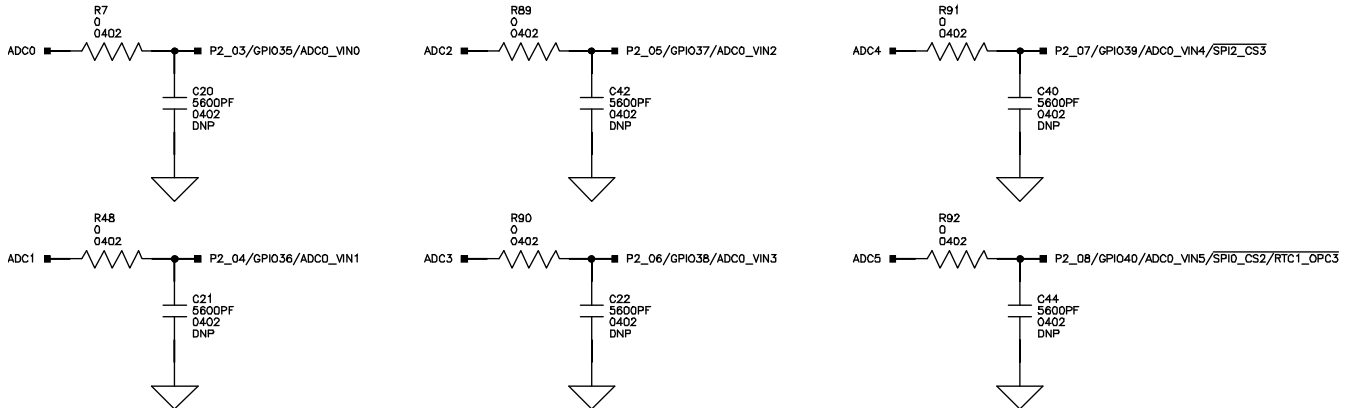 R7
0
0402
ADC0
P2_03/GPIO35/ADC0_VIN0
C20
5600PF
0402
DNP
R89
0
0402
ADC2
P2_05/GPIO37/ADC0_VIN2
C42
5600PF
0402
DNP
R91
0
0402
ADC4
P2_07/GPIO39/ADC0_VIN4/SPI2_CS3
C40
5600PF
0402
DNP
R48
0
0402
ADC1
P2_04/GPIO36/ADC0_VIN1
C21
5600PF
0402
DNP
R90
0
0402
ADC3
P2_06/GPIO38/ADC0_VIN3
C22
5600PF
0402
DNP
R92
0
0402
ADC5
P2_08/GPIO40/ADC0_VIN5/SPI0_CS2/RTC1_OPC3
C44
5600PF
0402
DNP